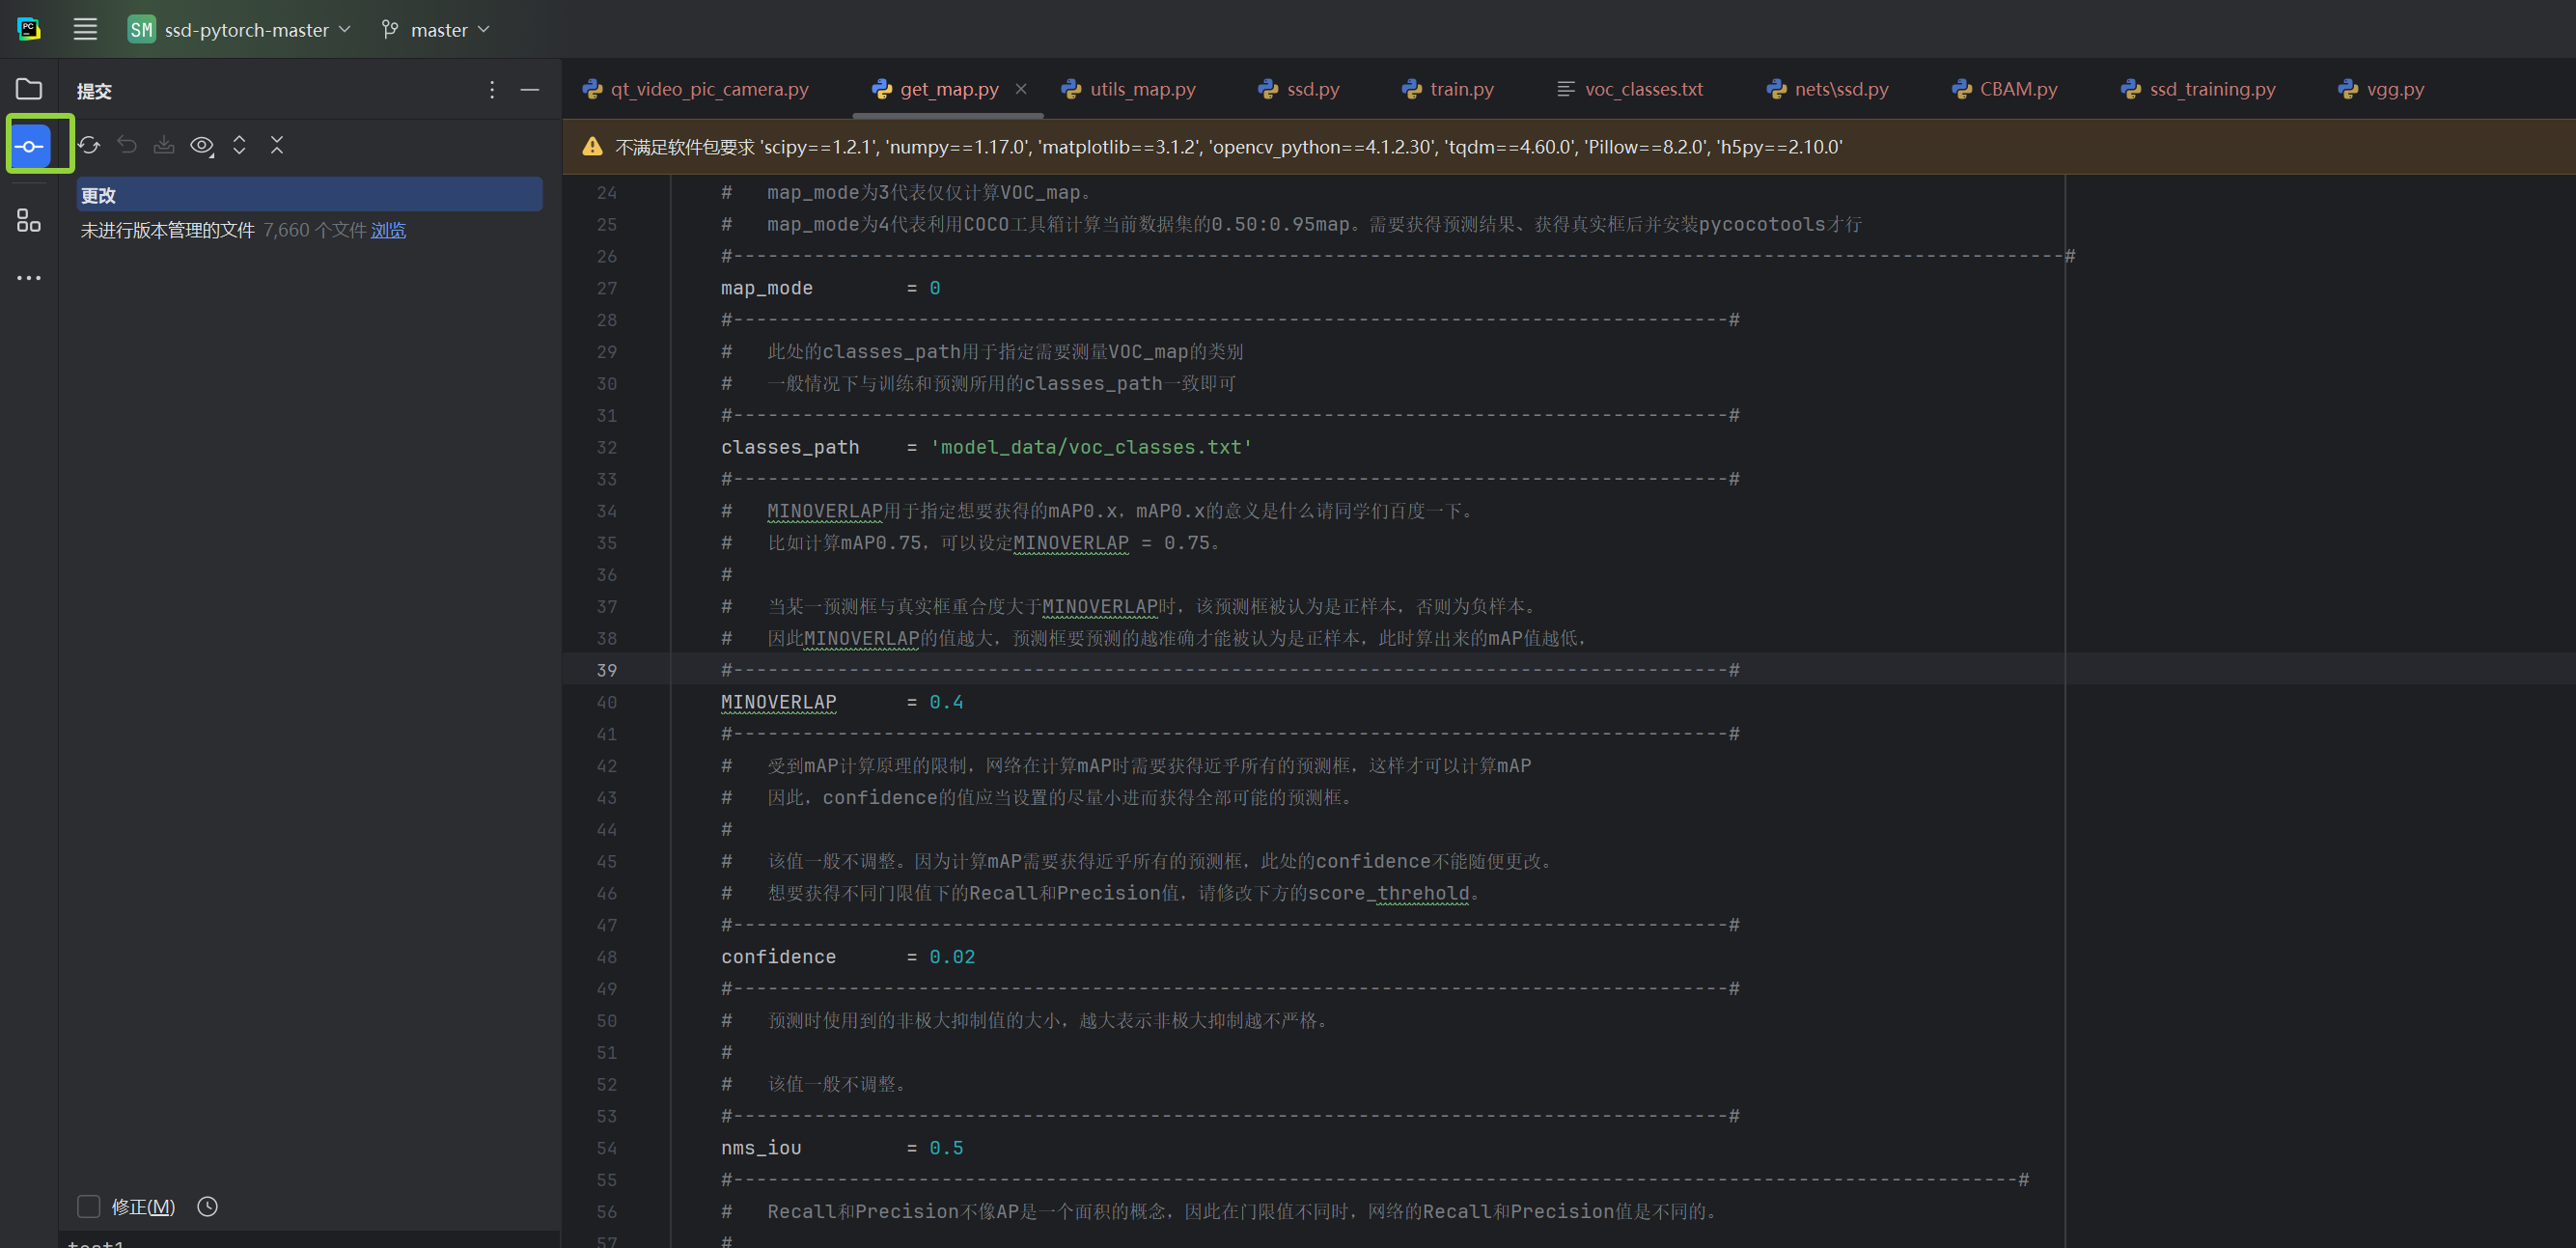 PC
SM ssd-pytorch-master master
提交
qt_video_pic_camera.py get_map.py utils_map.py ssd.py train.py voc_classes.txt nets\ssd.py CBAM.py ssd_training.py vgg.py
不满足软件包要求 'scipy==1.2.1', 'numpy==1.17.0', 'matplotlib==3.1.2', 'opencv_python==4.1.2.30', 'tqdm==4.60.0', 'Pillow==8.2.0', 'h5py==2.10.0'
更改
未进行版本管理的文件 7,660 个文件 浏览
24 # map_mode为3代表仅仅计算VOC_map。
25 # map_mode为4代表利用COCO工具箱计算当前数据集的0.50:0.95map。需要获得预测结果、获得真实框后并安装pycocotools才行
26 #-------------------------------------------------------------------------------------------------------------------#
27 map_mode = 0
28 #--------------------------------------------------------------------------------------#
29 # 此处的classes_path用于指定需要测量VOC_map的类别
30 # 一般情况下与训练和预测所用的classes_path一致即可
31 #--------------------------------------------------------------------------------------#
32 classes_path = 'model_data/voc_classes.txt'
33 #--------------------------------------------------------------------------------------#
34 # MINOVERLAP用于指定想要获得的mAP0.x，mAP0.x的意义是什么请同学们百度一下。
35 # 比如计算mAP0.75，可以设定MINOVERLAP = 0.75。
36 #
37 # 当某一预测框与真实框重合度大于MINOVERLAP时，该预测框被认为是正样本，否则为负样本。
38 # 因此MINOVERLAP的值越大，预测框要预测的越准确才能被认为是正样本，此时算出来的mAP值越低，
39 #--------------------------------------------------------------------------------------#
40 MINOVERLAP = 0.4
41 #--------------------------------------------------------------------------------------#
42 # 受到mAP计算原理的限制，网络在计算mAP时需要获得近乎所有的预测框，这样才可以计算mAP
43 # 因此，confidence的值应当设置的尽量小进而获得全部可能的预测框。
44 #
45 # 该值一般不调整。因为计算mAP需要获得近乎所有的预测框，此处的confidence不能随便更改。
46 # 想要获得不同门限值下的Recall和Precision值，请修改下方的score_threhold。
47 #--------------------------------------------------------------------------------------#
48 confidence = 0.02
49 #--------------------------------------------------------------------------------------#
50 # 预测时使用到的非极大抑制值的大小，越大表示非极大抑制越不严格。
51 #
52 # 该值一般不调整。
53 #--------------------------------------------------------------------------------------#
54 nms_iou = 0.5
55 #---------------------------------------------------------------------------------------------------------------#
56 # Recall和Precision不像AP是一个面积的概念，因此在门限值不同时，网络的Recall和Precision值是不同的。
57 #
修正(M)
test1